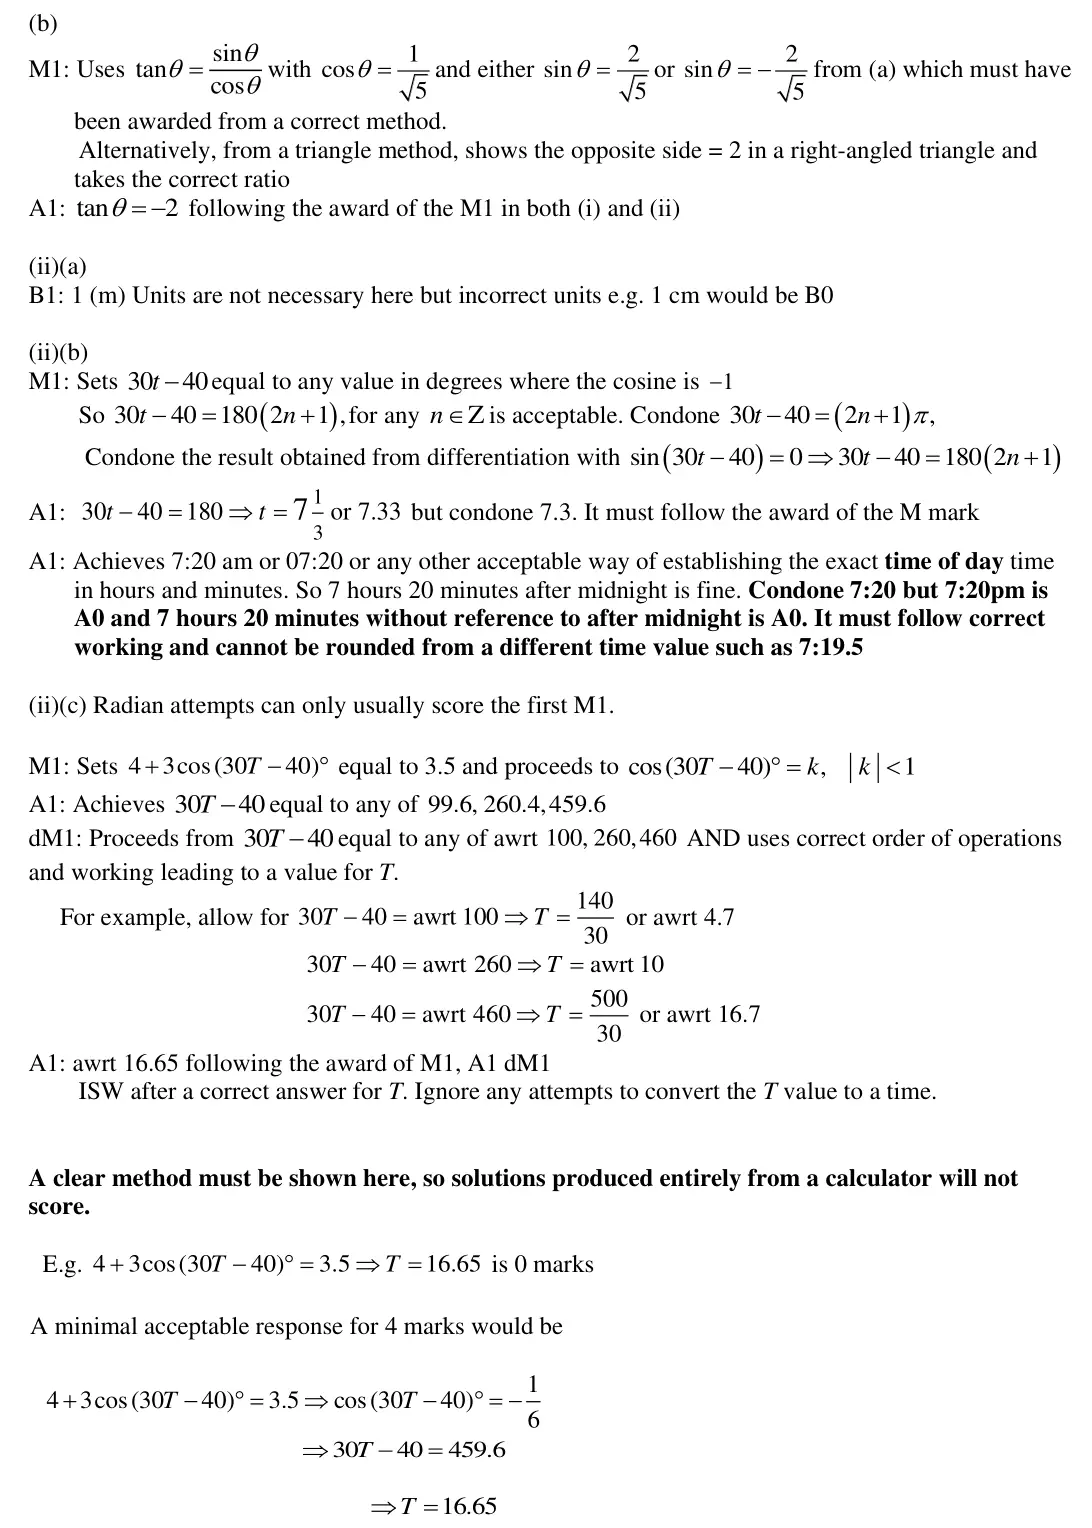 (b)
M1: Uses tanθ = sinθ/cosθ with cosθ = 1/√5 and either sinθ = 2/√5 or sinθ = −2/√5 from (a) which must have
been awarded from a correct method.
Alternatively, from a triangle method, shows the opposite side = 2 in a right-angled triangle and
takes the correct ratio
A1: tanθ = −2 following the award of the M1 in both (i) and (ii)
(ii)(a)
B1: 1 (m) Units are not necessary here but incorrect units e.g. 1 cm would be B0
(ii)(b)
M1: Sets 30t − 40 equal to any value in degrees where the cosine is −1
So 30t − 40 = 180(2n + 1), for any n ∈ Z is acceptable. Condone 30t − 40 = (2n + 1)π,
Condone the result obtained from differentiation with sin(30t − 40) = 0 ⇒ 30t − 40 = 180(2n + 1)
A1: 30t − 40 = 180 ⇒ t = 7 1/3 or 7.33 but condone 7.3. It must follow the award of the M mark
A1: Achieves 7:20 am or 07:20 or any other acceptable way of establishing the exact time of day time
in hours and minutes. So 7 hours 20 minutes after midnight is fine. Condone 7:20 but 7:20pm is
A0 and 7 hours 20 minutes without reference to after midnight is A0. It must follow correct
working and cannot be rounded from a different time value such as 7:19.5
(ii)(c) Radian attempts can only usually score the first M1.
M1: Sets 4 + 3cos(30T − 40)° equal to 3.5 and proceeds to cos(30T − 40)° = k, |k| < 1
A1: Achieves 30T − 40 equal to any of 99.6, 260.4, 459.6
dM1: Proceeds from 30T − 40 equal to any of awrt 100, 260, 460 AND uses correct order of operations
and working leading to a value for T.
For example, allow for 30T − 40 = awrt 100 ⇒ T = 140/30 or awrt 4.7
30T − 40 = awrt 260 ⇒ T = awrt 10
30T − 40 = awrt 460 ⇒ T = 500/30 or awrt 16.7
A1: awrt 16.65 following the award of M1, A1 dM1
ISW after a correct answer for T. Ignore any attempts to convert the T value to a time.
A clear method must be shown here, so solutions produced entirely from a calculator will not
score.
E.g. 4 + 3cos(30T − 40)° = 3.5 ⇒ T = 16.65 is 0 marks
A minimal acceptable response for 4 marks would be
4 + 3cos(30T − 40)° = 3.5 ⇒ cos(30T − 40)° = −1/6
⇒ 30T − 40 = 459.6
⇒ T = 16.65